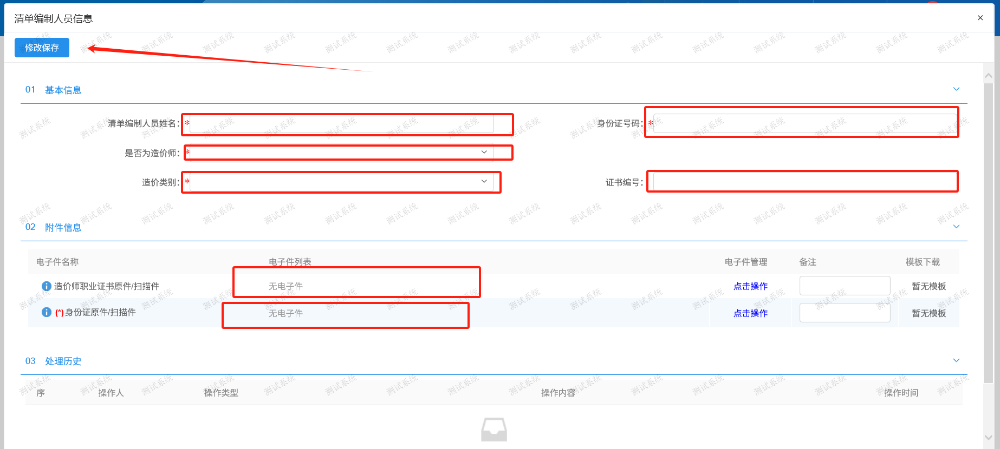 清单编制人员信息 ×
修改保存
01 基本信息
清单编制人员姓名： * 身份证号码： *
是否为造价师： *
造价类别： * 证书编号：
02 附件信息
电子件名称 电子件列表 电子件管理 备注 模板下载
造价师职业证书原件/扫描件 无电子件 点击操作 暂无模板
(*) 身份证原件/扫描件 无电子件 点击操作 暂无模板
03 处理历史
序 操作人 操作类型 操作内容 操作时间
测试系统